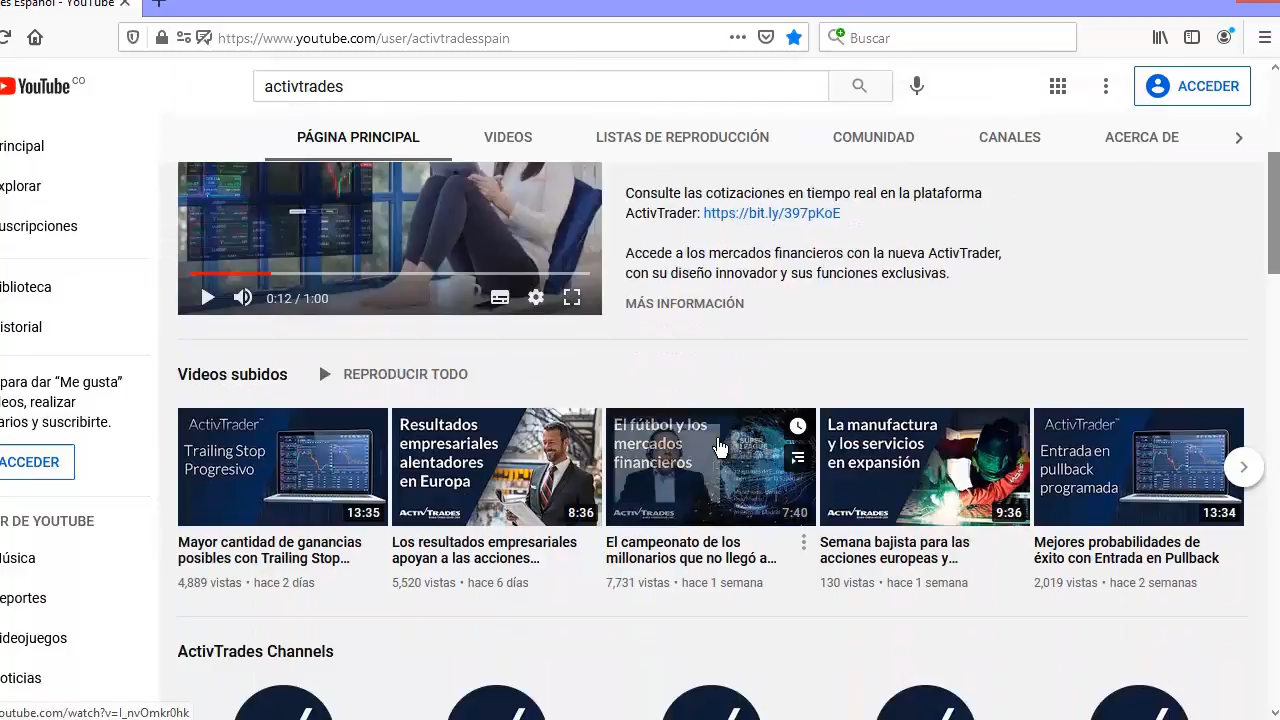 es Español - YouTube
https://www.youtube.com/user/activtradesspain
Buscar
YouTube CO
activtrades
ACCEDER
rincipal
xplorar
uscripciones
iblioteca
istorial
para dar “Me gusta”
deos, realizar
arios y suscribirte.
ACCEDER
R DE YOUTUBE
úsica
eportes
ideojuegos
oticias
PÁGINA PRINCIPAL
VIDEOS
LISTAS DE REPRODUCCIÓN
COMUNIDAD
CANALES
ACERCA DE
0:12 / 1:00
Consulte las cotizaciones en tiempo real en la plataforma
ActivTrader: https://bit.ly/397pKoE
Accede a los mercados financieros con la nueva ActivTrader,
con su diseño innovador y sus funciones exclusivas.
MÁS INFORMACIÓN
Videos subidos
REPRODUCIR TODO
ActivTrader™
Trailing Stop
Progresivo
13:35
Mayor cantidad de ganancias
posibles con Trailing Stop...
4,889 vistas • hace 2 días
Resultados
empresariales
alentadores
en Europa
ACTIVTRADES
8:36
Los resultados empresariales
apoyan a las acciones...
5,520 vistas • hace 6 días
El fútbol y los
mercados
financieros
ACTIVTRADES
7:40
El campeonato de los
millonarios que no llegó a...
7,731 vistas • hace 1 semana
La manufactura
y los servicios
en expansión
ACTIVTRADES
9:36
Semana bajista para las
acciones europeas y...
130 vistas • hace 1 semana
ActivTrader™
Entrada en
pullback
programada
13:34
Mejores probabilidades de
éxito con Entrada en Pullback
2,019 vistas • hace 2 semanas
ActivTrades Channels
outube.com/watch?v=l_nvOmkr0hk